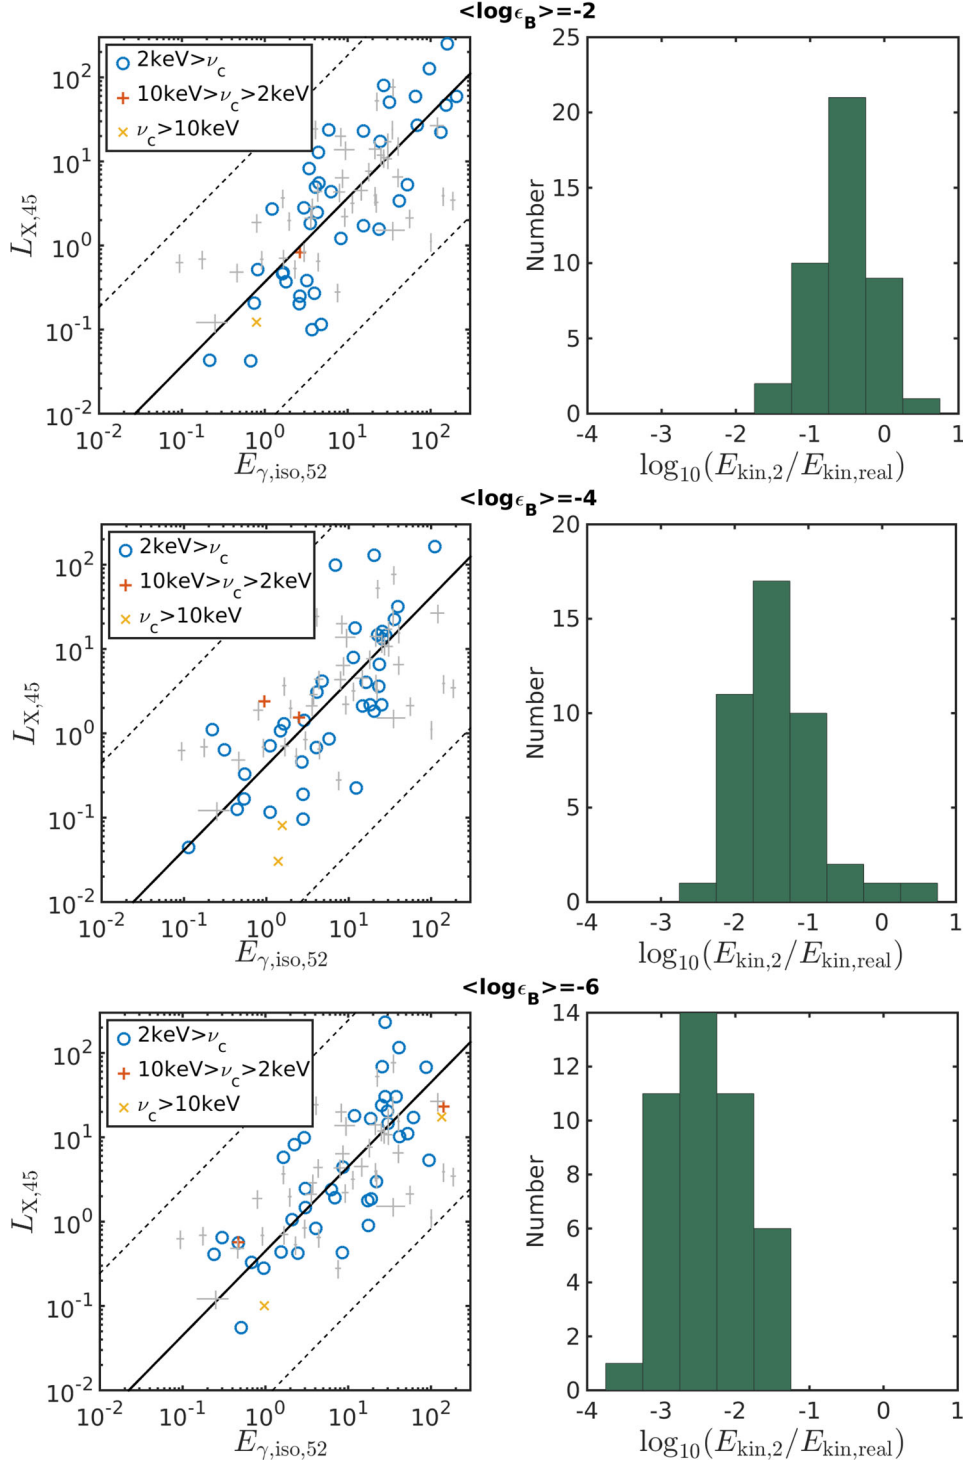 <logϵ_B>=-2
2keV>ν_c
10keV>ν_c>2keV
ν_c>10keV
10^2
10^1
10^0
10^-1
10^-2
L_X,45
10^-2 10^-1 10^0 10^1 10^2
E_γ,iso,52
25
20
15
10
5
0
Number
-4 -3 -2 -1 0 1
log_10(E_kin,2/E_kin,real)
<logϵ_B>=-4
2keV>ν_c
10keV>ν_c>2keV
ν_c>10keV
10^2
10^1
10^0
10^-1
10^-2
L_X,45
10^-2 10^-1 10^0 10^1 10^2
E_γ,iso,52
20
15
10
5
0
Number
-4 -3 -2 -1 0 1
log_10(E_kin,2/E_kin,real)
<logϵ_B>=-6
2keV>ν_c
10keV>ν_c>2keV
ν_c>10keV
10^2
10^1
10^0
10^-1
10^-2
L_X,45
10^-2 10^-1 10^0 10^1 10^2
E_γ,iso,52
14
12
10
8
6
4
2
0
Number
-4 -3 -2 -1 0 1
log_10(E_kin,2/E_kin,real)